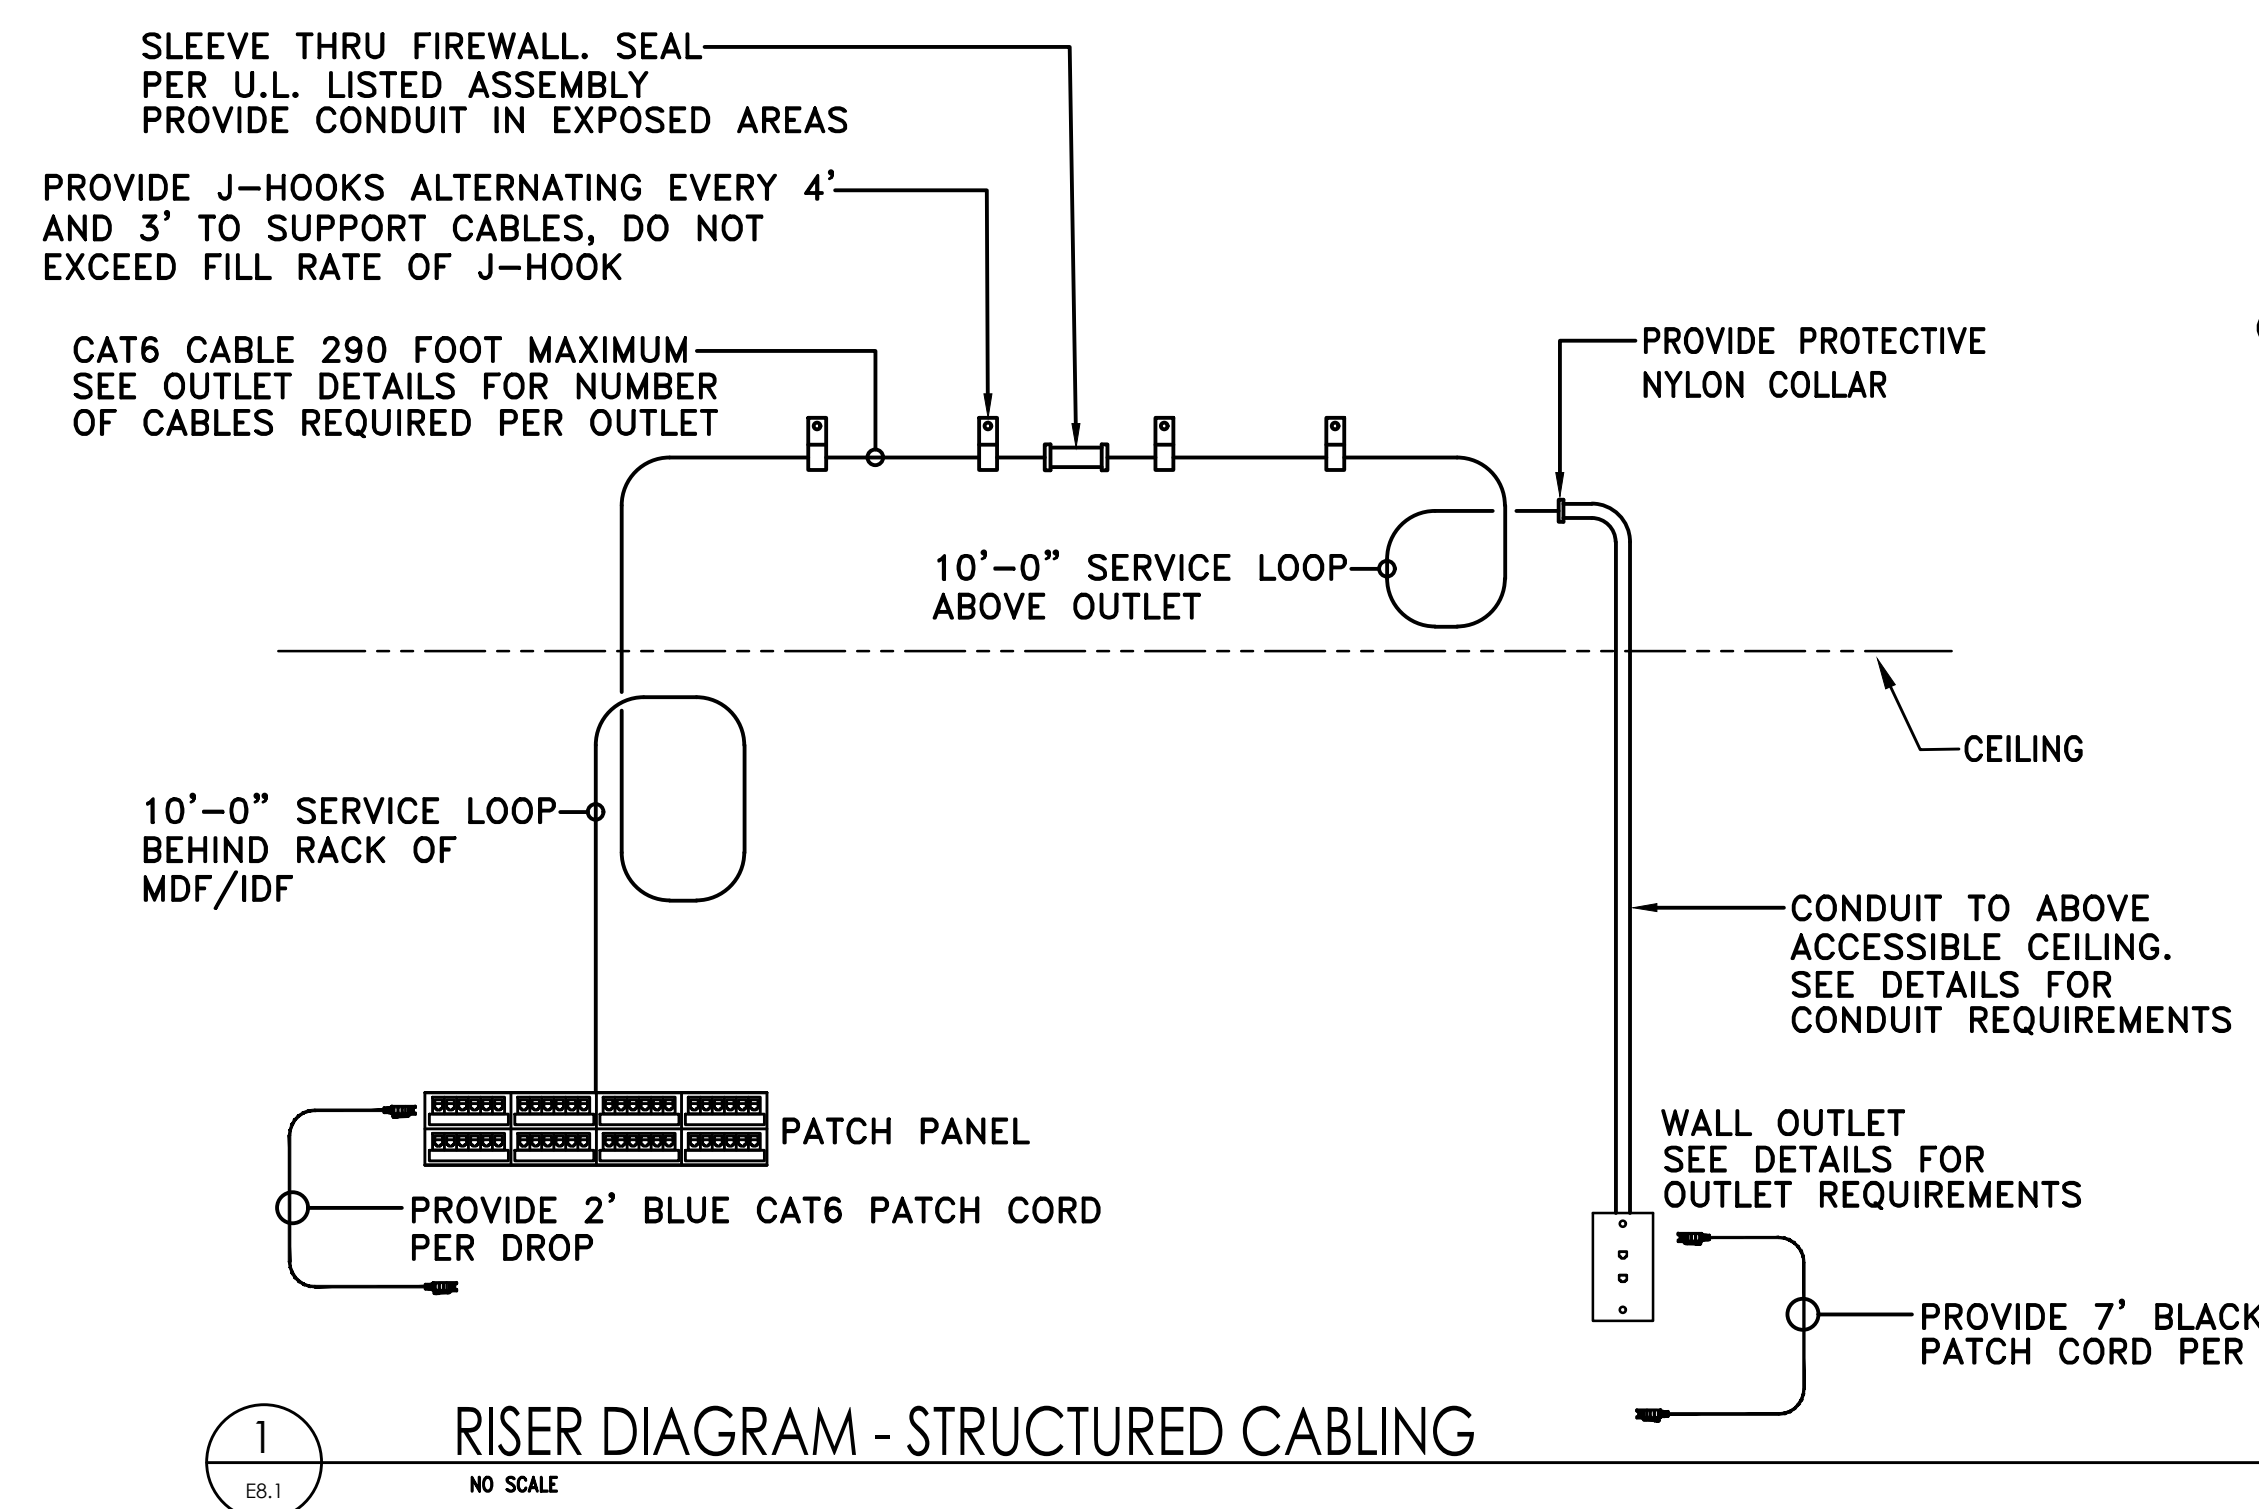 SLEEVE THRU FIREWALL. SEAL
PER U.L. LISTED ASSEMBLY
PROVIDE CONDUIT IN EXPOSED AREAS
PROVIDE J-HOOKS ALTERNATING EVERY 4'
AND 3' TO SUPPORT CABLES, DO NOT
EXCEED FILL RATE OF J-HOOK
CAT6 CABLE 290 FOOT MAXIMUM
SEE OUTLET DETAILS FOR NUMBER
OF CABLES REQUIRED PER OUTLET
PROVIDE PROTECTIVE
NYLON COLLAR
10'-0" SERVICE LOOP
ABOVE OUTLET
CEILING
10'-0" SERVICE LOOP
BEHIND RACK OF
MDF/IDF
CONDUIT TO ABOVE
ACCESSIBLE CEILING.
SEE DETAILS FOR
CONDUIT REQUIREMENTS
PATCH PANEL
WALL OUTLET
SEE DETAILS FOR
OUTLET REQUIREMENTS
PROVIDE 2' BLUE CAT6 PATCH CORD
PER DROP
PROVIDE 7' BLACK
PATCH CORD PER
1
E8.1
RISER DIAGRAM - STRUCTURED CABLING
NO SCALE